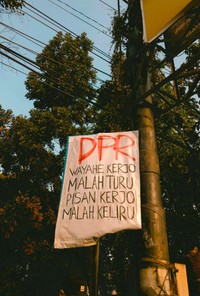 DPR
WAYAHE KERJO
MALAH TURU
PISAN KERJO
MALAH KELIRU